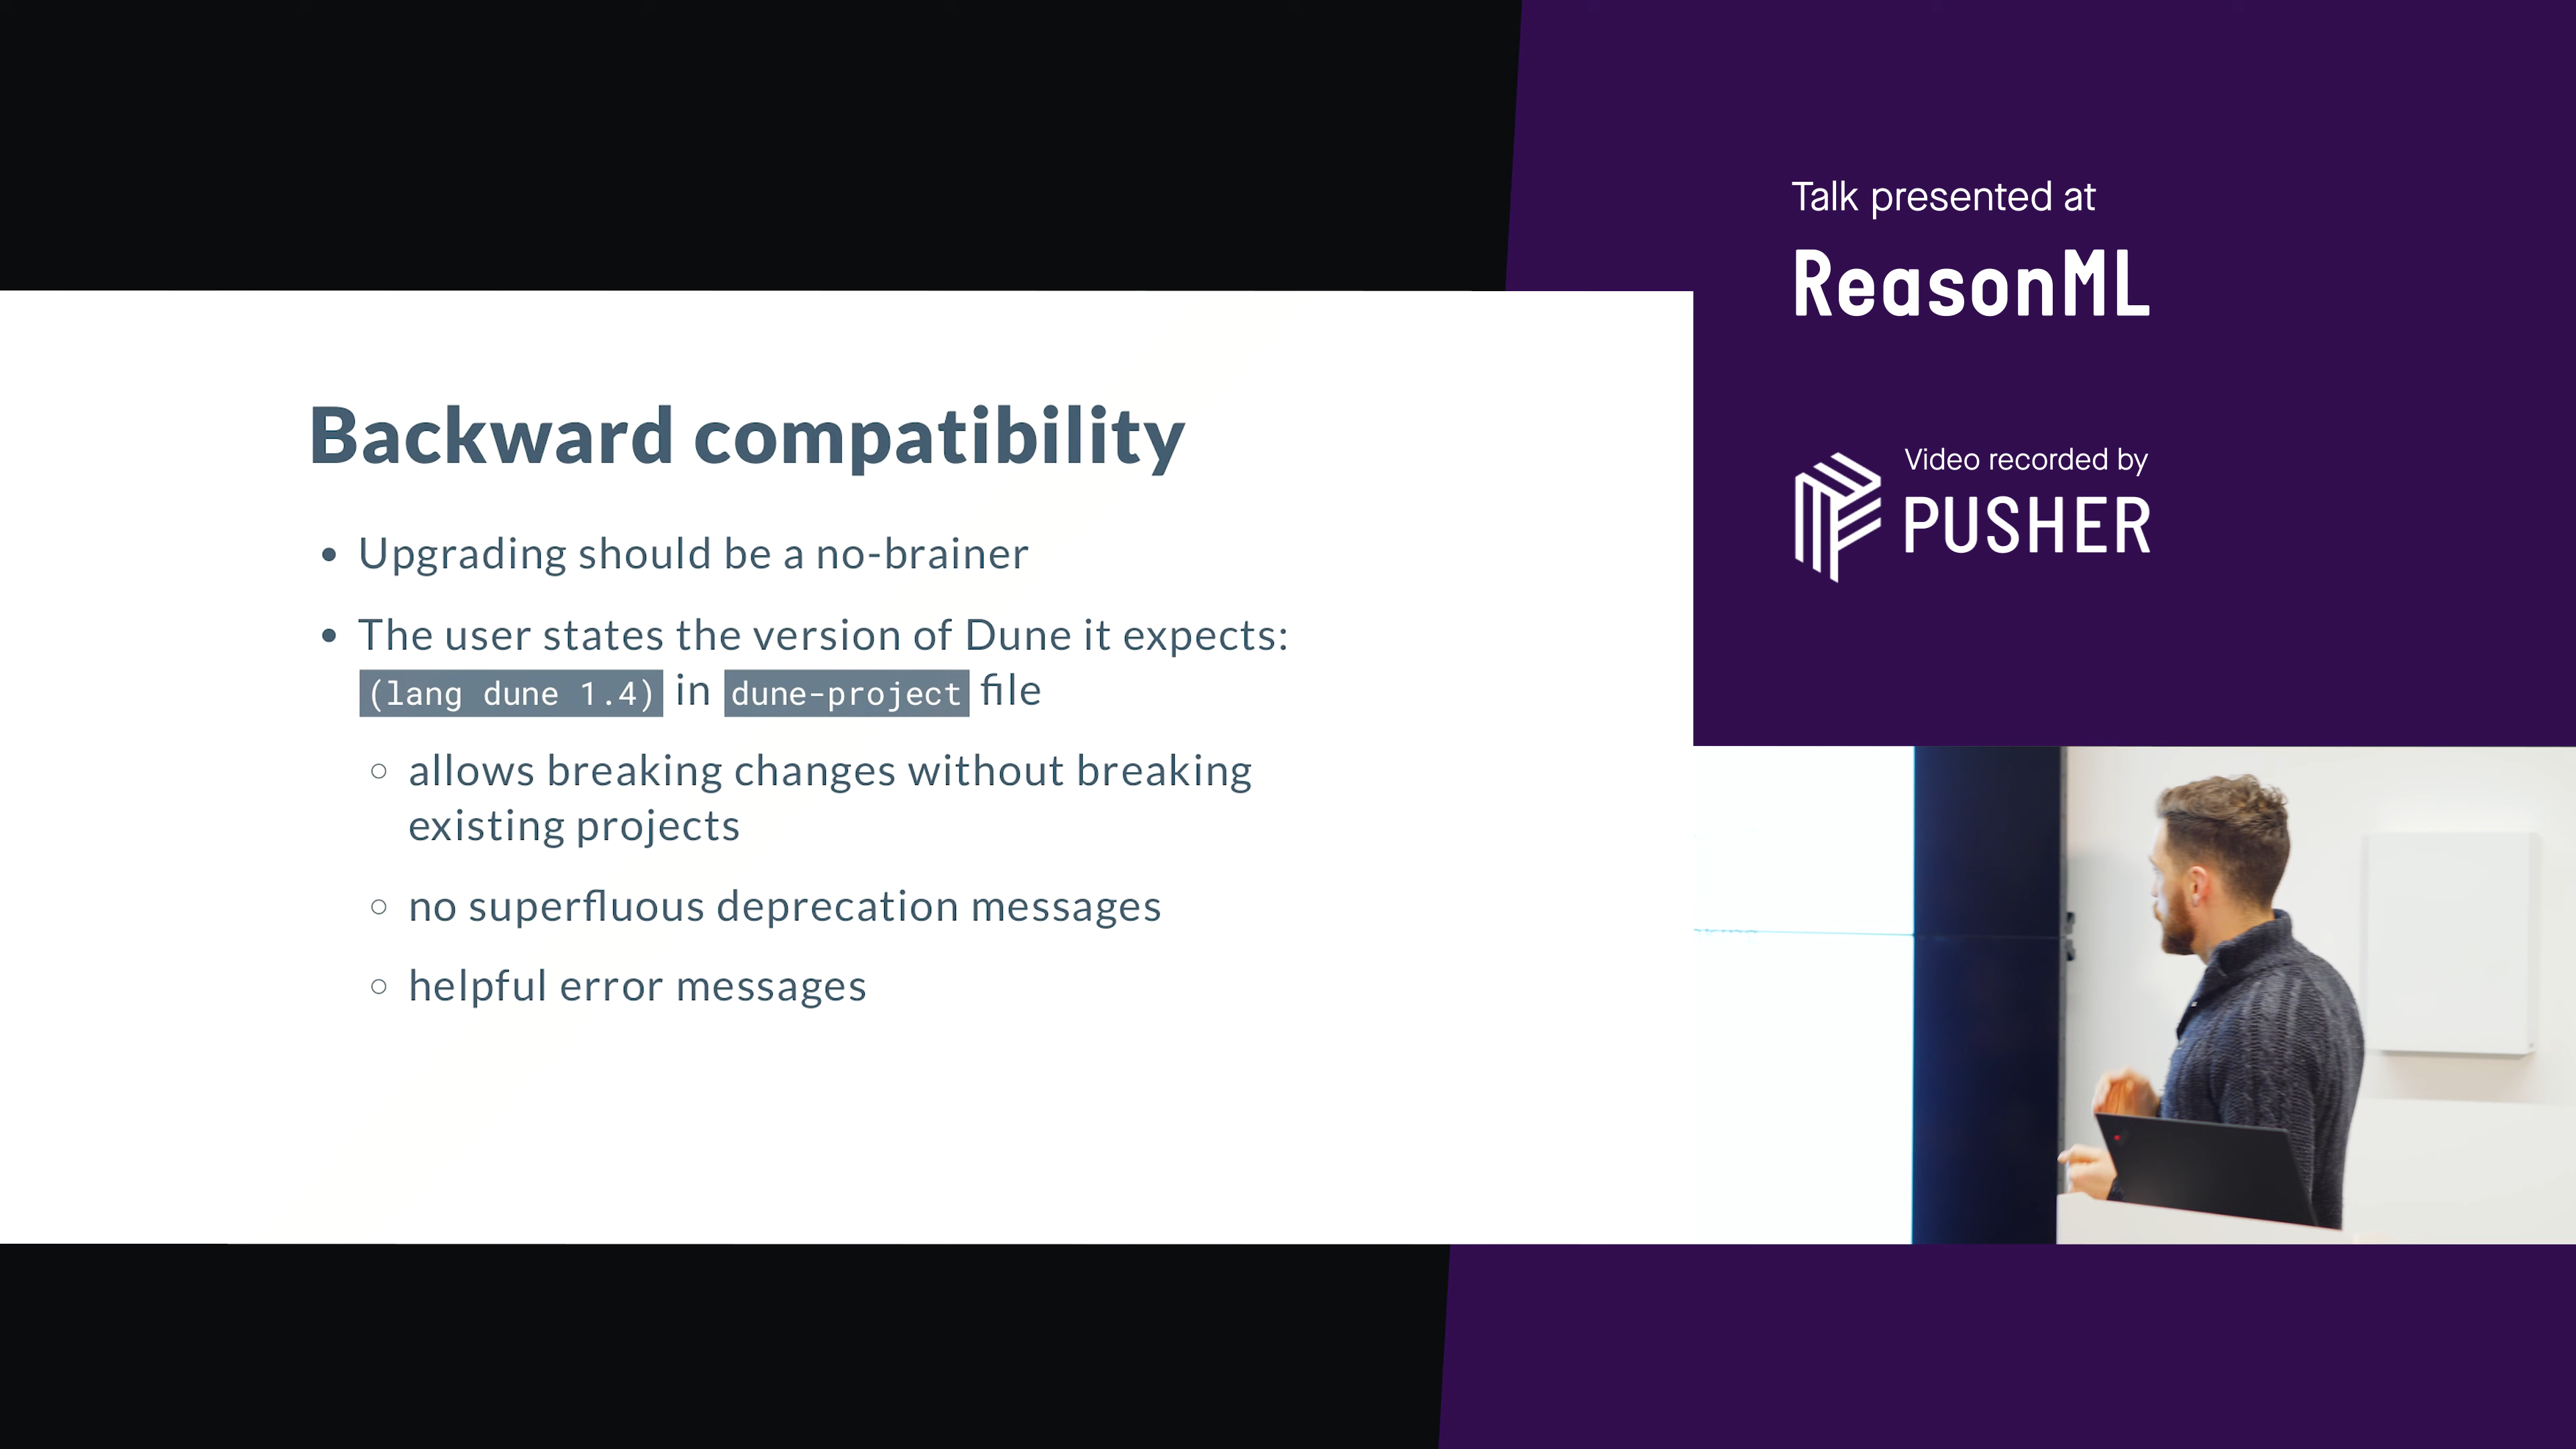 Talk presented at
ReasonML
Video recorded by
PUSHER
Backward compatibility
• Upgrading should be a no-brainer
• The user states the version of Dune it expects:
(lang dune 1.4) in dune-project file
○ allows breaking changes without breaking
existing projects
○ no superfluous deprecation messages
○ helpful error messages